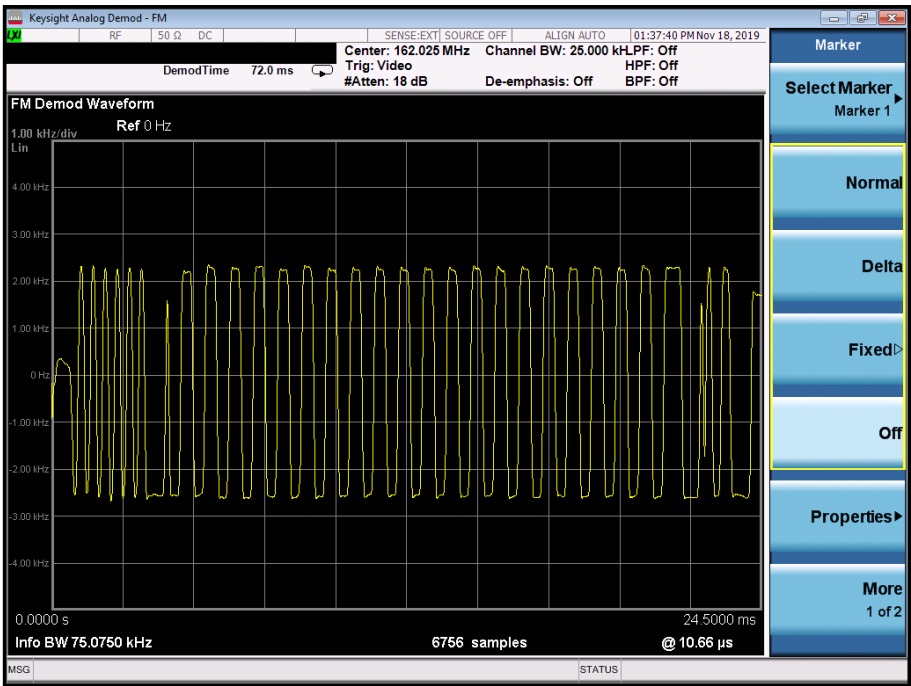 Keysight Analog Demod - FM
LXI RF 50 Ω DC SENSE:EXT SOURCE OFF ALIGN AUTO 01:37:40 PM Nov 18, 2019
Center: 162.025 MHz Channel BW: 25.000 kHLPF: Off
Trig: Video HPF: Off
DemodTime 72.0 ms
#Atten: 18 dB De-emphasis: Off BPF: Off
FM Demod Waveform
Ref 0 Hz
1.00 kHz/div
Lin
4.00 kHz
3.00 kHz
2.00 kHz
1.00 kHz
0 Hz
-1.00 kHz
-2.00 kHz
-3.00 kHz
-4.00 kHz
0.0000 s 24.5000 ms
Info BW 75.0750 kHz 6756 samples @ 10.66 µs
MSG STATUS
Marker
Select Marker
Marker 1
Normal
Delta
Fixed
Off
Properties
More
1 of 2